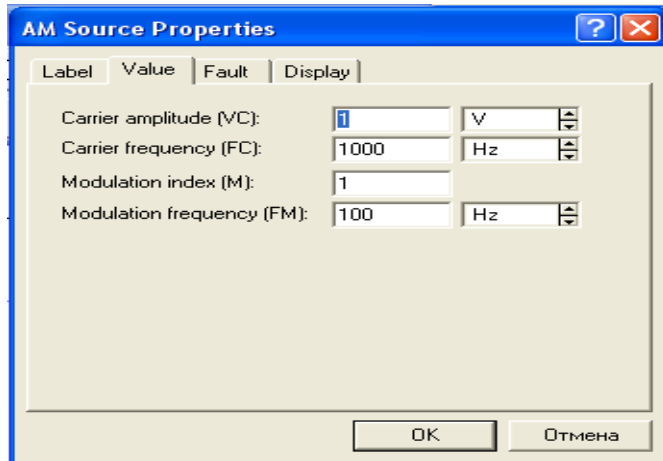 AM Source Properties
Label Value Fault Display
Carrier amplitude (VC): 1 V
Carrier frequency (FC): 1000 Hz
Modulation index (M): 1
Modulation frequency (FM): 100 Hz
OK Отмена